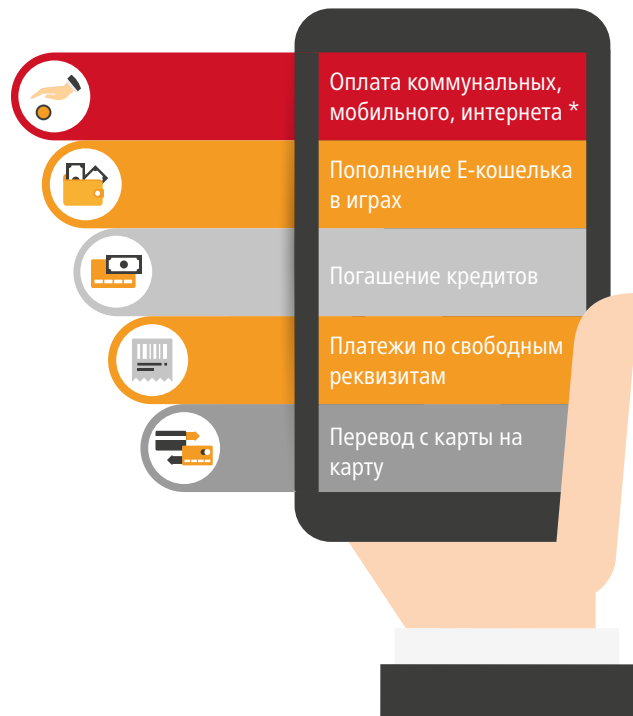 Оплата коммунальных,
мобильного, интернета *
Пополнение Е-кошелька
в играх
Погашение кредитов
Платежи по свободным
реквизитам
Перевод с карты на
карту